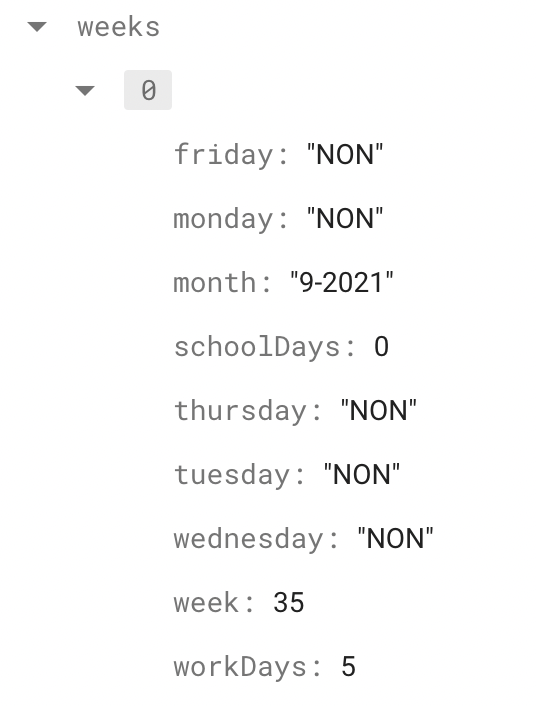 weeks
0
friday: "NON"
monday: "NON"
month: "9-2021"
schoolDays: 0
thursday: "NON"
tuesday: "NON"
wednesday: "NON"
week: 35
workDays: 5